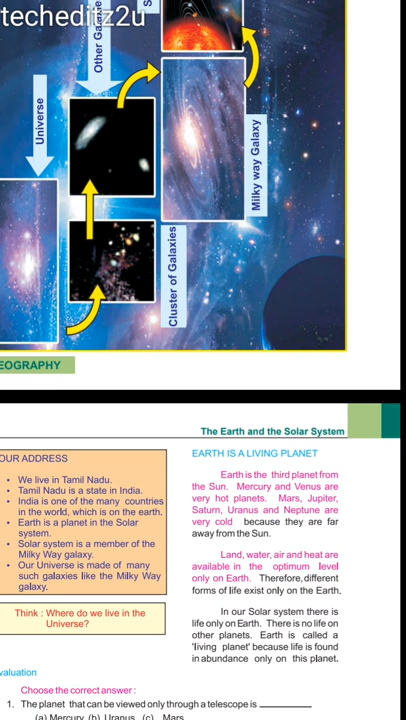 techeditz2u
Universe
Other Galaxie
Cluster of Galaxies
Milky way Galaxy
EOGRAPHY
The Earth and the Solar System
OUR ADDRESS
• We live in Tamil Nadu.
• Tamil Nadu is a state in India.
• India is one of the many countries
in the world, which is on the earth.
• Earth is a planet in the Solar
system.
• Solar system is a member of the
Milky Way galaxy.
• Our Universe is made of many
such galaxies like the Milky Way
galaxy.
Think : Where do we live in the
Universe?
EARTH IS A LIVING PLANET
Earth is the third planet from
the Sun. Mercury and Venus are
very hot planets. Mars, Jupiter,
Saturn, Uranus and Neptune are
very cold because they are far
away from the Sun.
Land, water, air and heat are
available in the optimum level
only on Earth. Therefore, different
forms of life exist only on the Earth.
In our Solar system there is
life only on Earth. There is no life on
other planets. Earth is called a
'living planet' because life is found
in abundance only on this planet.
valuation
Choose the correct answer :
1. The planet that can be viewed only through a telescope is
(a) Mercury (b) Uranus (c) Mars